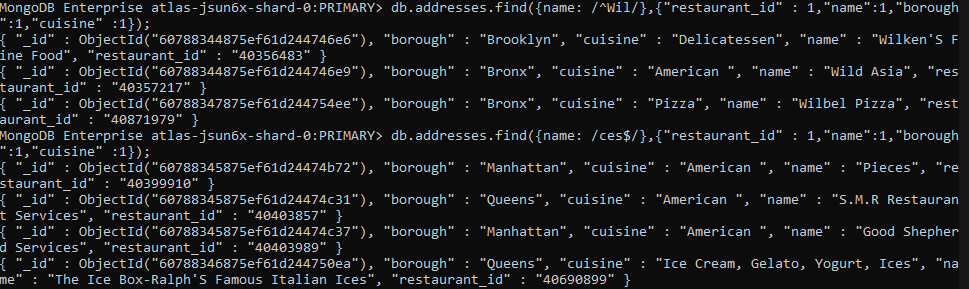 MongoDB Enterprise atlas-jsun6x-shard-0:PRIMARY> db.addresses.find({name: /^Wil/},{"restaurant_id" : 1,"name":1,"borough
":1,"cuisine" :1});
{ "_id" : ObjectId("60788344875ef61d244746e6"), "borough" : "Brooklyn", "cuisine" : "Delicatessen", "name" : "Wilken'S F
ine Food", "restaurant_id" : "40356483" }
{ "_id" : ObjectId("60788344875ef61d244746e9"), "borough" : "Bronx", "cuisine" : "American ", "name" : "Wild Asia", "res
taurant_id" : "40357217" }
{ "_id" : ObjectId("60788347875ef61d244754ee"), "borough" : "Bronx", "cuisine" : "Pizza", "name" : "Wilbel Pizza", "rest
aurant_id" : "40871979" }
MongoDB Enterprise atlas-jsun6x-shard-0:PRIMARY> db.addresses.find({name: /ces$/},{"restaurant_id" : 1,"name":1,"borough
":1,"cuisine" :1});
{ "_id" : ObjectId("60788345875ef61d24474b72"), "borough" : "Manhattan", "cuisine" : "American ", "name" : "Pieces", "re
staurant_id" : "40399910" }
{ "_id" : ObjectId("60788345875ef61d24474c31"), "borough" : "Queens", "cuisine" : "American ", "name" : "S.M.R Restauran
t Services", "restaurant_id" : "40403857" }
{ "_id" : ObjectId("60788345875ef61d24474c37"), "borough" : "Manhattan", "cuisine" : "American ", "name" : "Good Shepher
d Services", "restaurant_id" : "40403989" }
{ "_id" : ObjectId("60788346875ef61d244750ea"), "borough" : "Queens", "cuisine" : "Ice Cream, Gelato, Yogurt, Ices", "na
me" : "The Ice Box-Ralph'S Famous Italian Ices", "restaurant_id" : "40690899" }